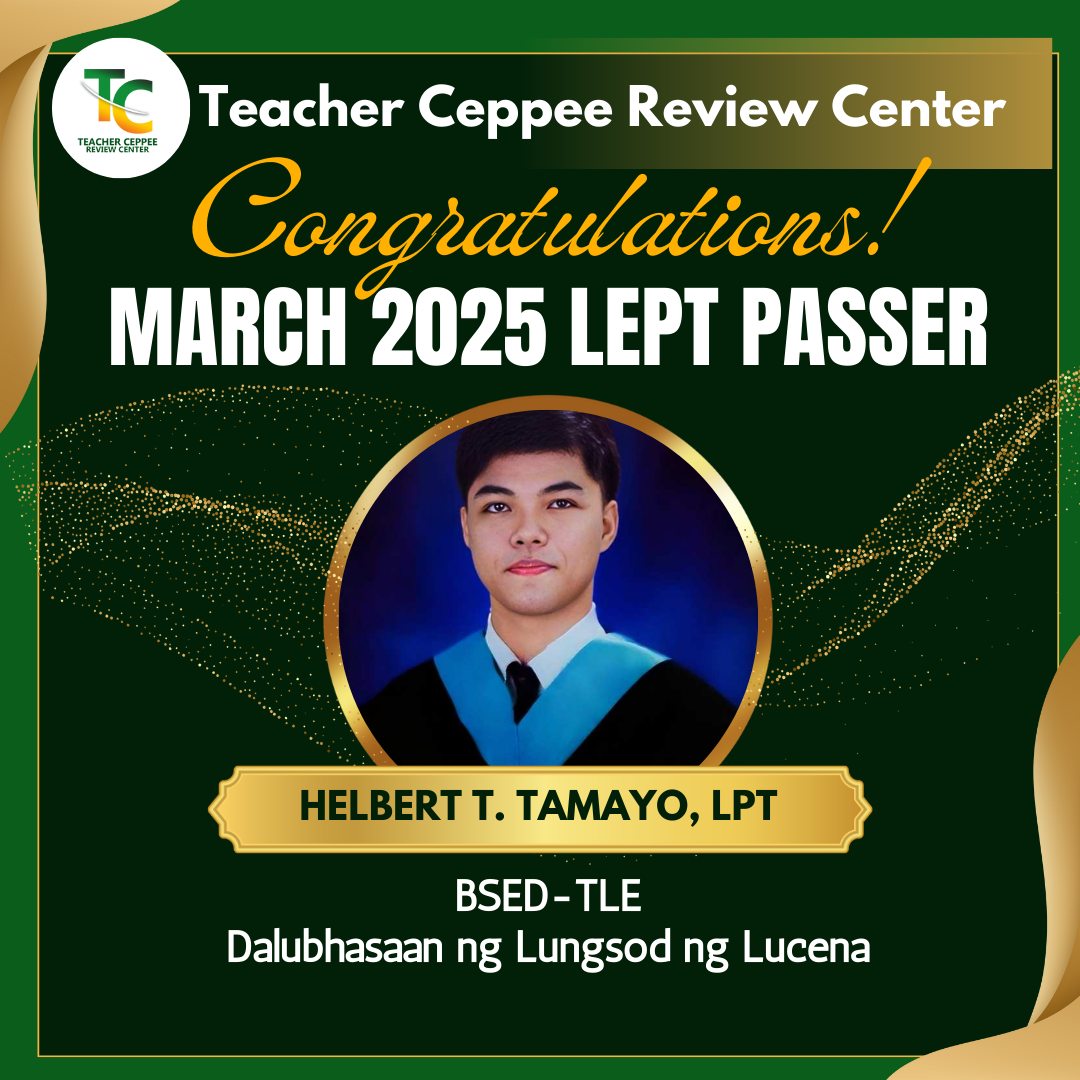 TC
TEACHER CEPPEE
REVIEW CENTER
Teacher Ceppee Review Center
Congratulations!
MARCH 2025 LEPT PASSER
HELBERT T. TAMAYO, LPT
BSED-TLE
Dalubhasaan ng Lungsod ng Lucena